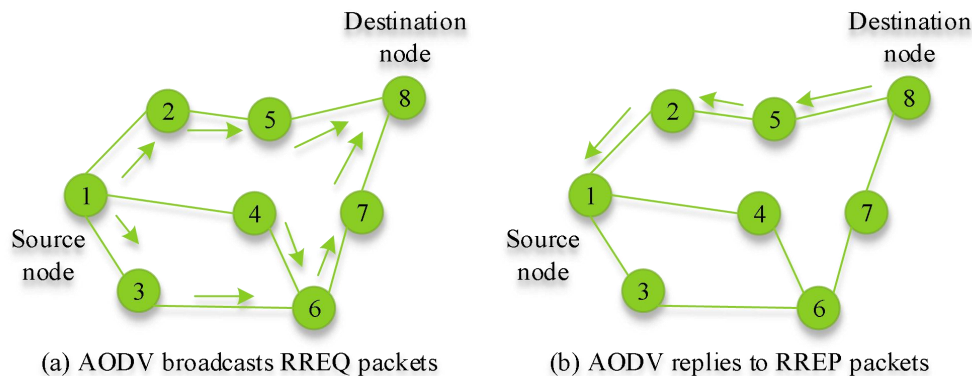 Destination
node
8
2
5
1
4
7
Source
node
3
6
(a) AODV broadcasts RREQ packets
Destination
node
8
2
5
1
4
7
Source
node
3
6
(b) AODV replies to RREP packets